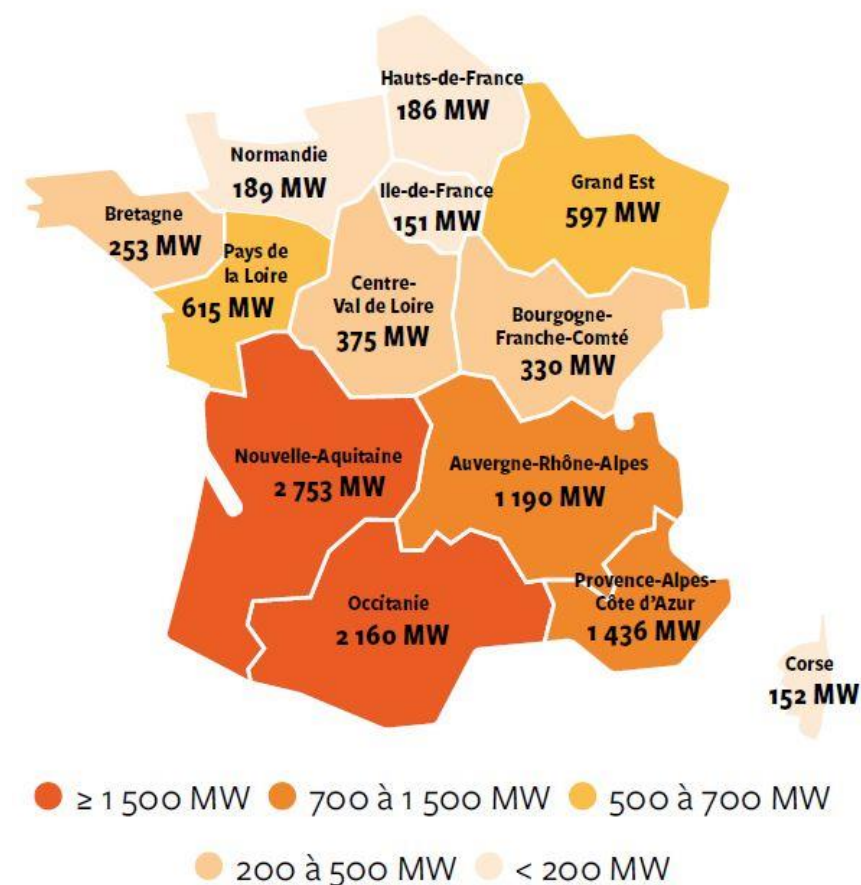 Hauts-de-France
186 MW
Normandie
189 MW
Ile-de-France
151 MW
Grand Est
597 MW
Bretagne
253 MW
Pays de
la Loire
615 MW
Centre-
Val de Loire
375 MW
Bourgogne-
Franche-Comté
330 MW
Nouvelle-Aquitaine
2 753 MW
Auvergne-Rhône-Alpes
1 190 MW
Occitanie
2 160 MW
Provence-Alpes-
Côte d'Azur
1 436 MW
Corse
152 MW
≥ 1 500 MW 700 à 1 500 MW 500 à 700 MW
200 à 500 MW < 200 MW